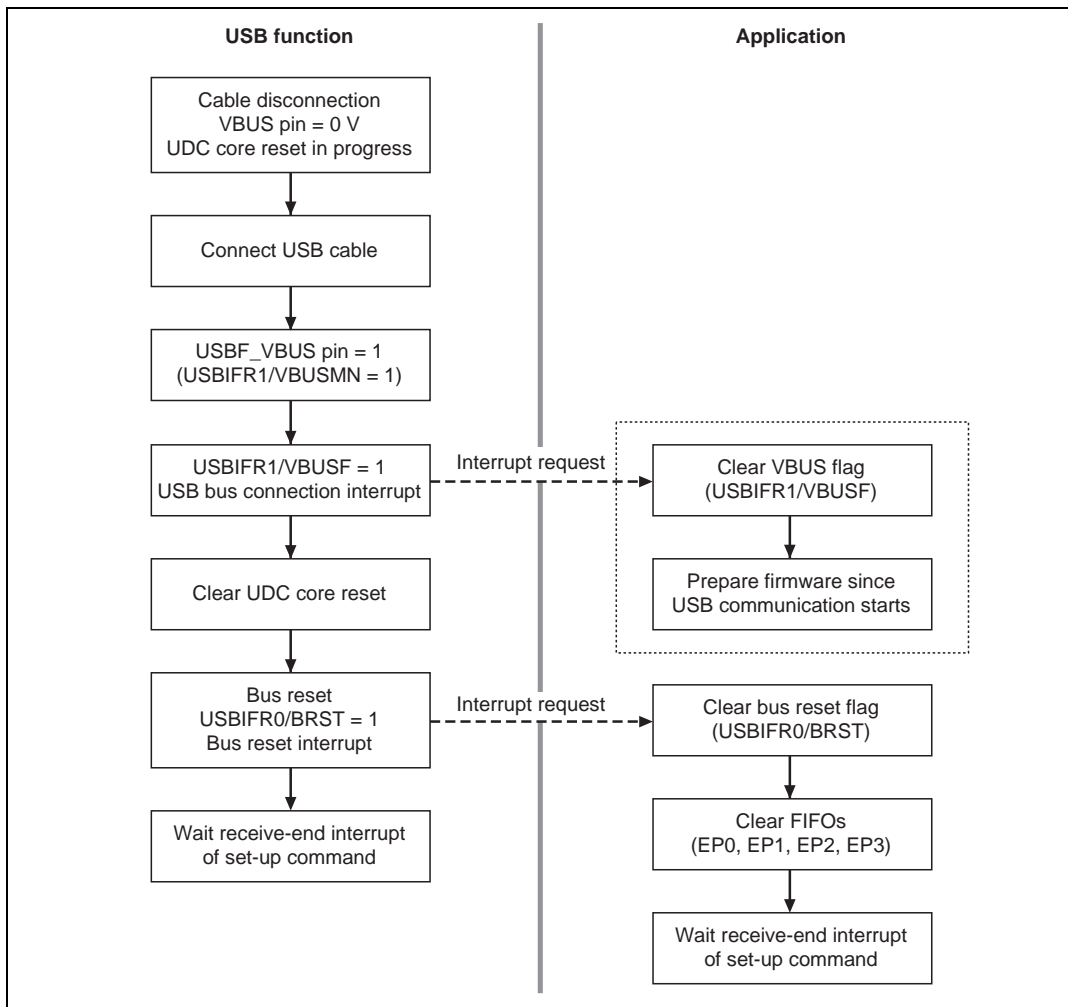 USB function
Application
Cable disconnection
VBUS pin = 0 V
UDC core reset in progress
Connect USB cable
USBF_VBUS pin = 1
(USBIFR1/VBUSMN = 1)
USBIFR1/VBUSF = 1
USB bus connection interrupt
Interrupt request
Clear VBUS flag
(USBIFR1/VBUSF)
Clear UDC core reset
Prepare firmware since
USB communication starts
Bus reset
USBIFR0/BRST = 1
Bus reset interrupt
Interrupt request
Clear bus reset flag
(USBIFR0/BRST)
Wait receive-end interrupt
of set-up command
Clear FIFOs
(EP0, EP1, EP2, EP3)
Wait receive-end interrupt
of set-up command